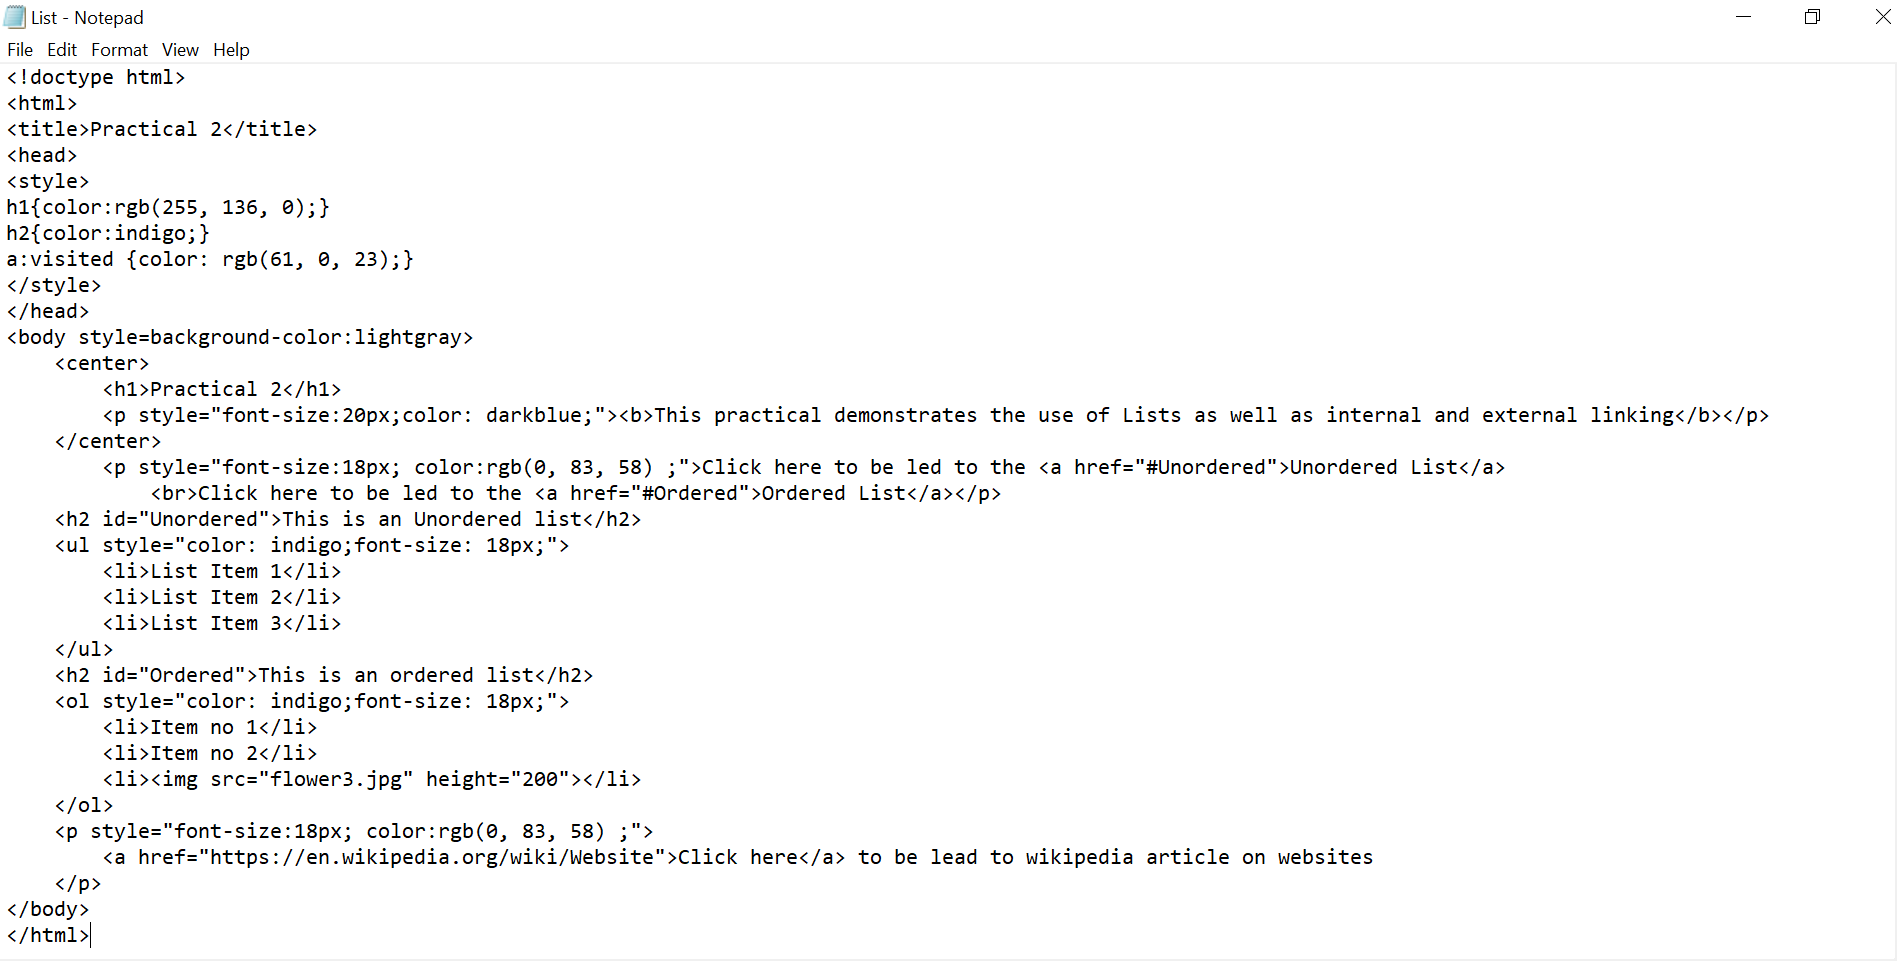 List - Notepad
File Edit Format View Help
<!doctype html>
<html>
<title>Practical 2</title>
<head>
<style>
h1{color:rgb(255, 136, 0);}
h2{color:indigo;}
a:visited {color: rgb(61, 0, 23);}
</style>
</head>
<body style=background-color:lightgray>
    <center>
        <h1>Practical 2</h1>
        <p style="font-size:20px;color: darkblue;"><b>This practical demonstrates the use of Lists as well as internal and external linking</b></p>
    </center>
        <p style="font-size:18px; color:rgb(0, 83, 58) ;">Click here to be led to the <a href="#Unordered">Unordered List</a>
            <br>Click here to be led to the <a href="#Ordered">Ordered List</a></p>
    <h2 id="Unordered">This is an Unordered list</h2>
    <ul style="color: indigo;font-size: 18px;">
        <li>List Item 1</li>
        <li>List Item 2</li>
        <li>List Item 3</li>
    </ul>
    <h2 id="Ordered">This is an ordered list</h2>
    <ol style="color: indigo;font-size: 18px;">
        <li>Item no 1</li>
        <li>Item no 2</li>
        <li><img src="flower3.jpg" height="200"></li>
    </ol>
    <p style="font-size:18px; color:rgb(0, 83, 58) ;">
        <a href="https://en.wikipedia.org/wiki/Website">Click here</a> to be lead to wikipedia article on websites
    </p>
</body>
</html>